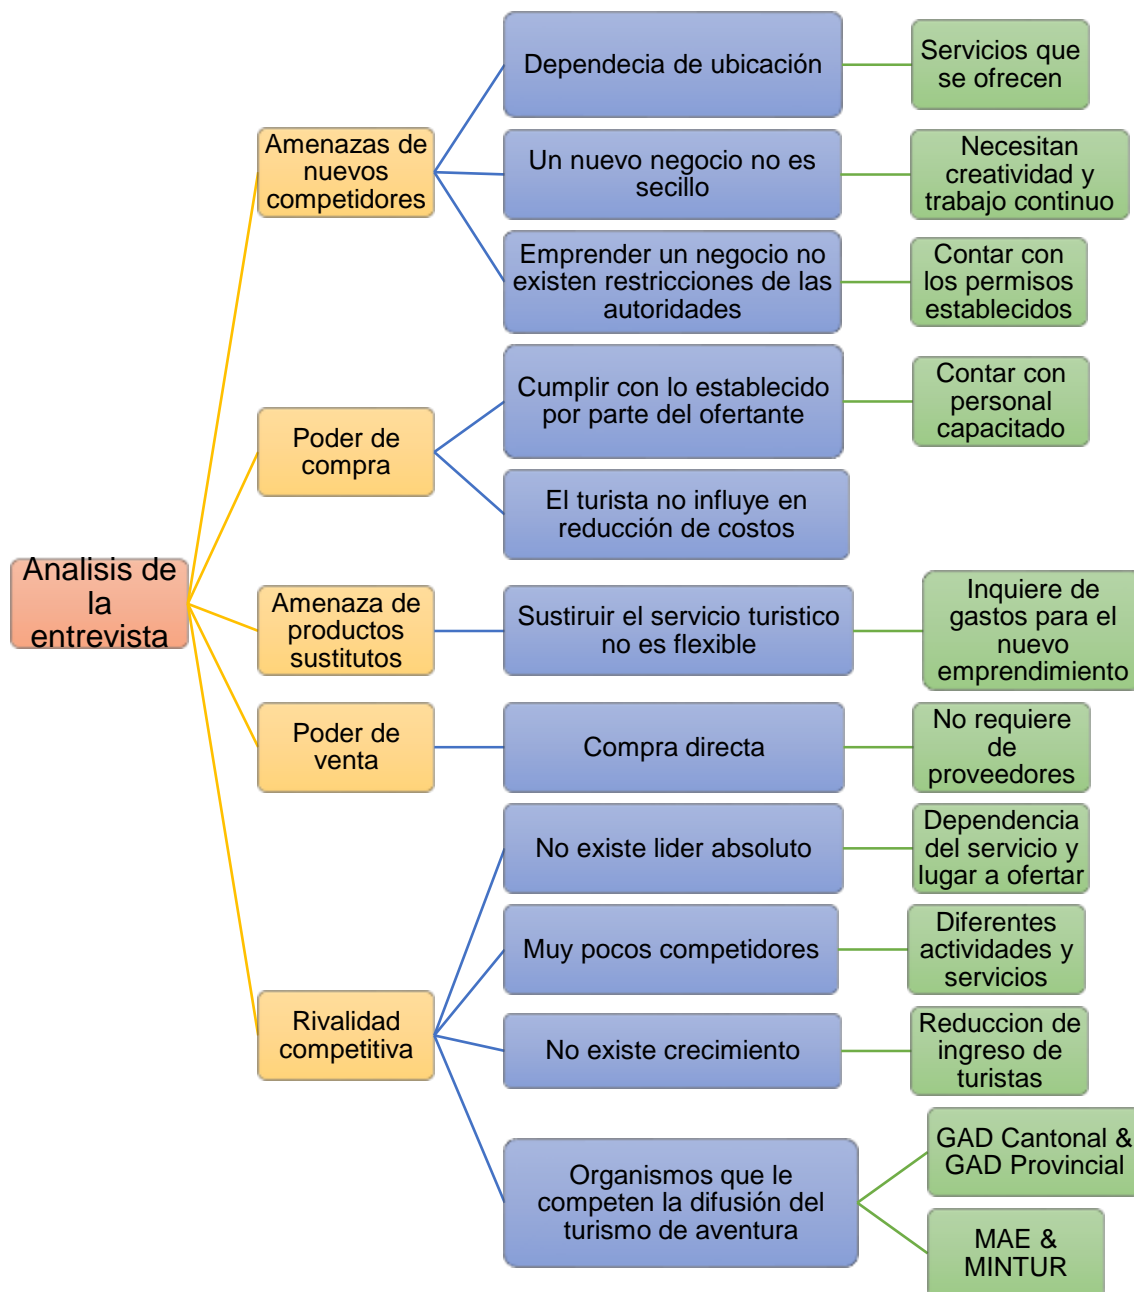 Analisis de
la
entrevista
Amenazas de
nuevos
competidores
Dependecia de ubicación
Servicios que
se ofrecen
Un nuevo negocio no es
secillo
Necesitan
creatividad y
trabajo continuo
Emprender un negocio no
existen restricciones de las
autoridades
Contar con
los permisos
establecidos
Poder de
compra
Cumplir con lo establecido
por parte del ofertante
Contar con
personal
capacitado
El turista no influye en
reducción de costos
Amenaza de
productos
sustitutos
Sustiruir el servicio turistico
no es flexible
Inquiere de
gastos para el
nuevo
emprendimiento
Poder de
venta
Compra directa
No requiere
de
proveedores
Rivalidad
competitiva
No existe lider absoluto
Dependencia
del servicio y
lugar a ofertar
Muy pocos competidores
Diferentes
actividades y
servicios
No existe crecimiento
Reduccion de
ingreso de
turistas
Organismos que le
competen la difusión del
turismo de aventura
GAD Cantonal &
GAD Provincial
MAE &
MINTUR